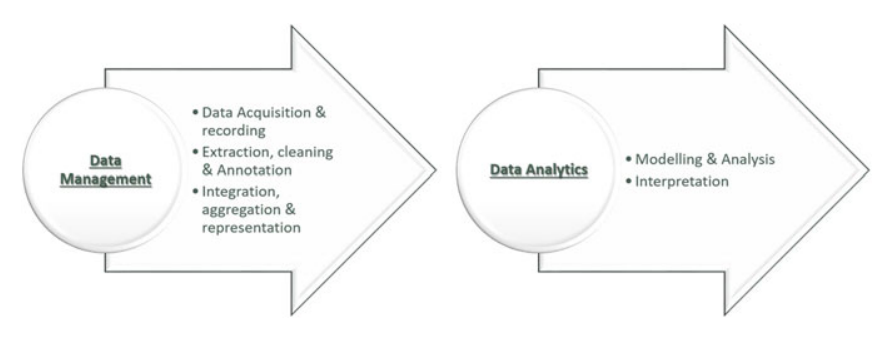 Data
Management
• Data Acquisition &
recording
• Extraction, cleaning
& Annotation
• Integration,
aggregation &
representation
Data Analytics
• Modelling & Analysis
• Interpretation